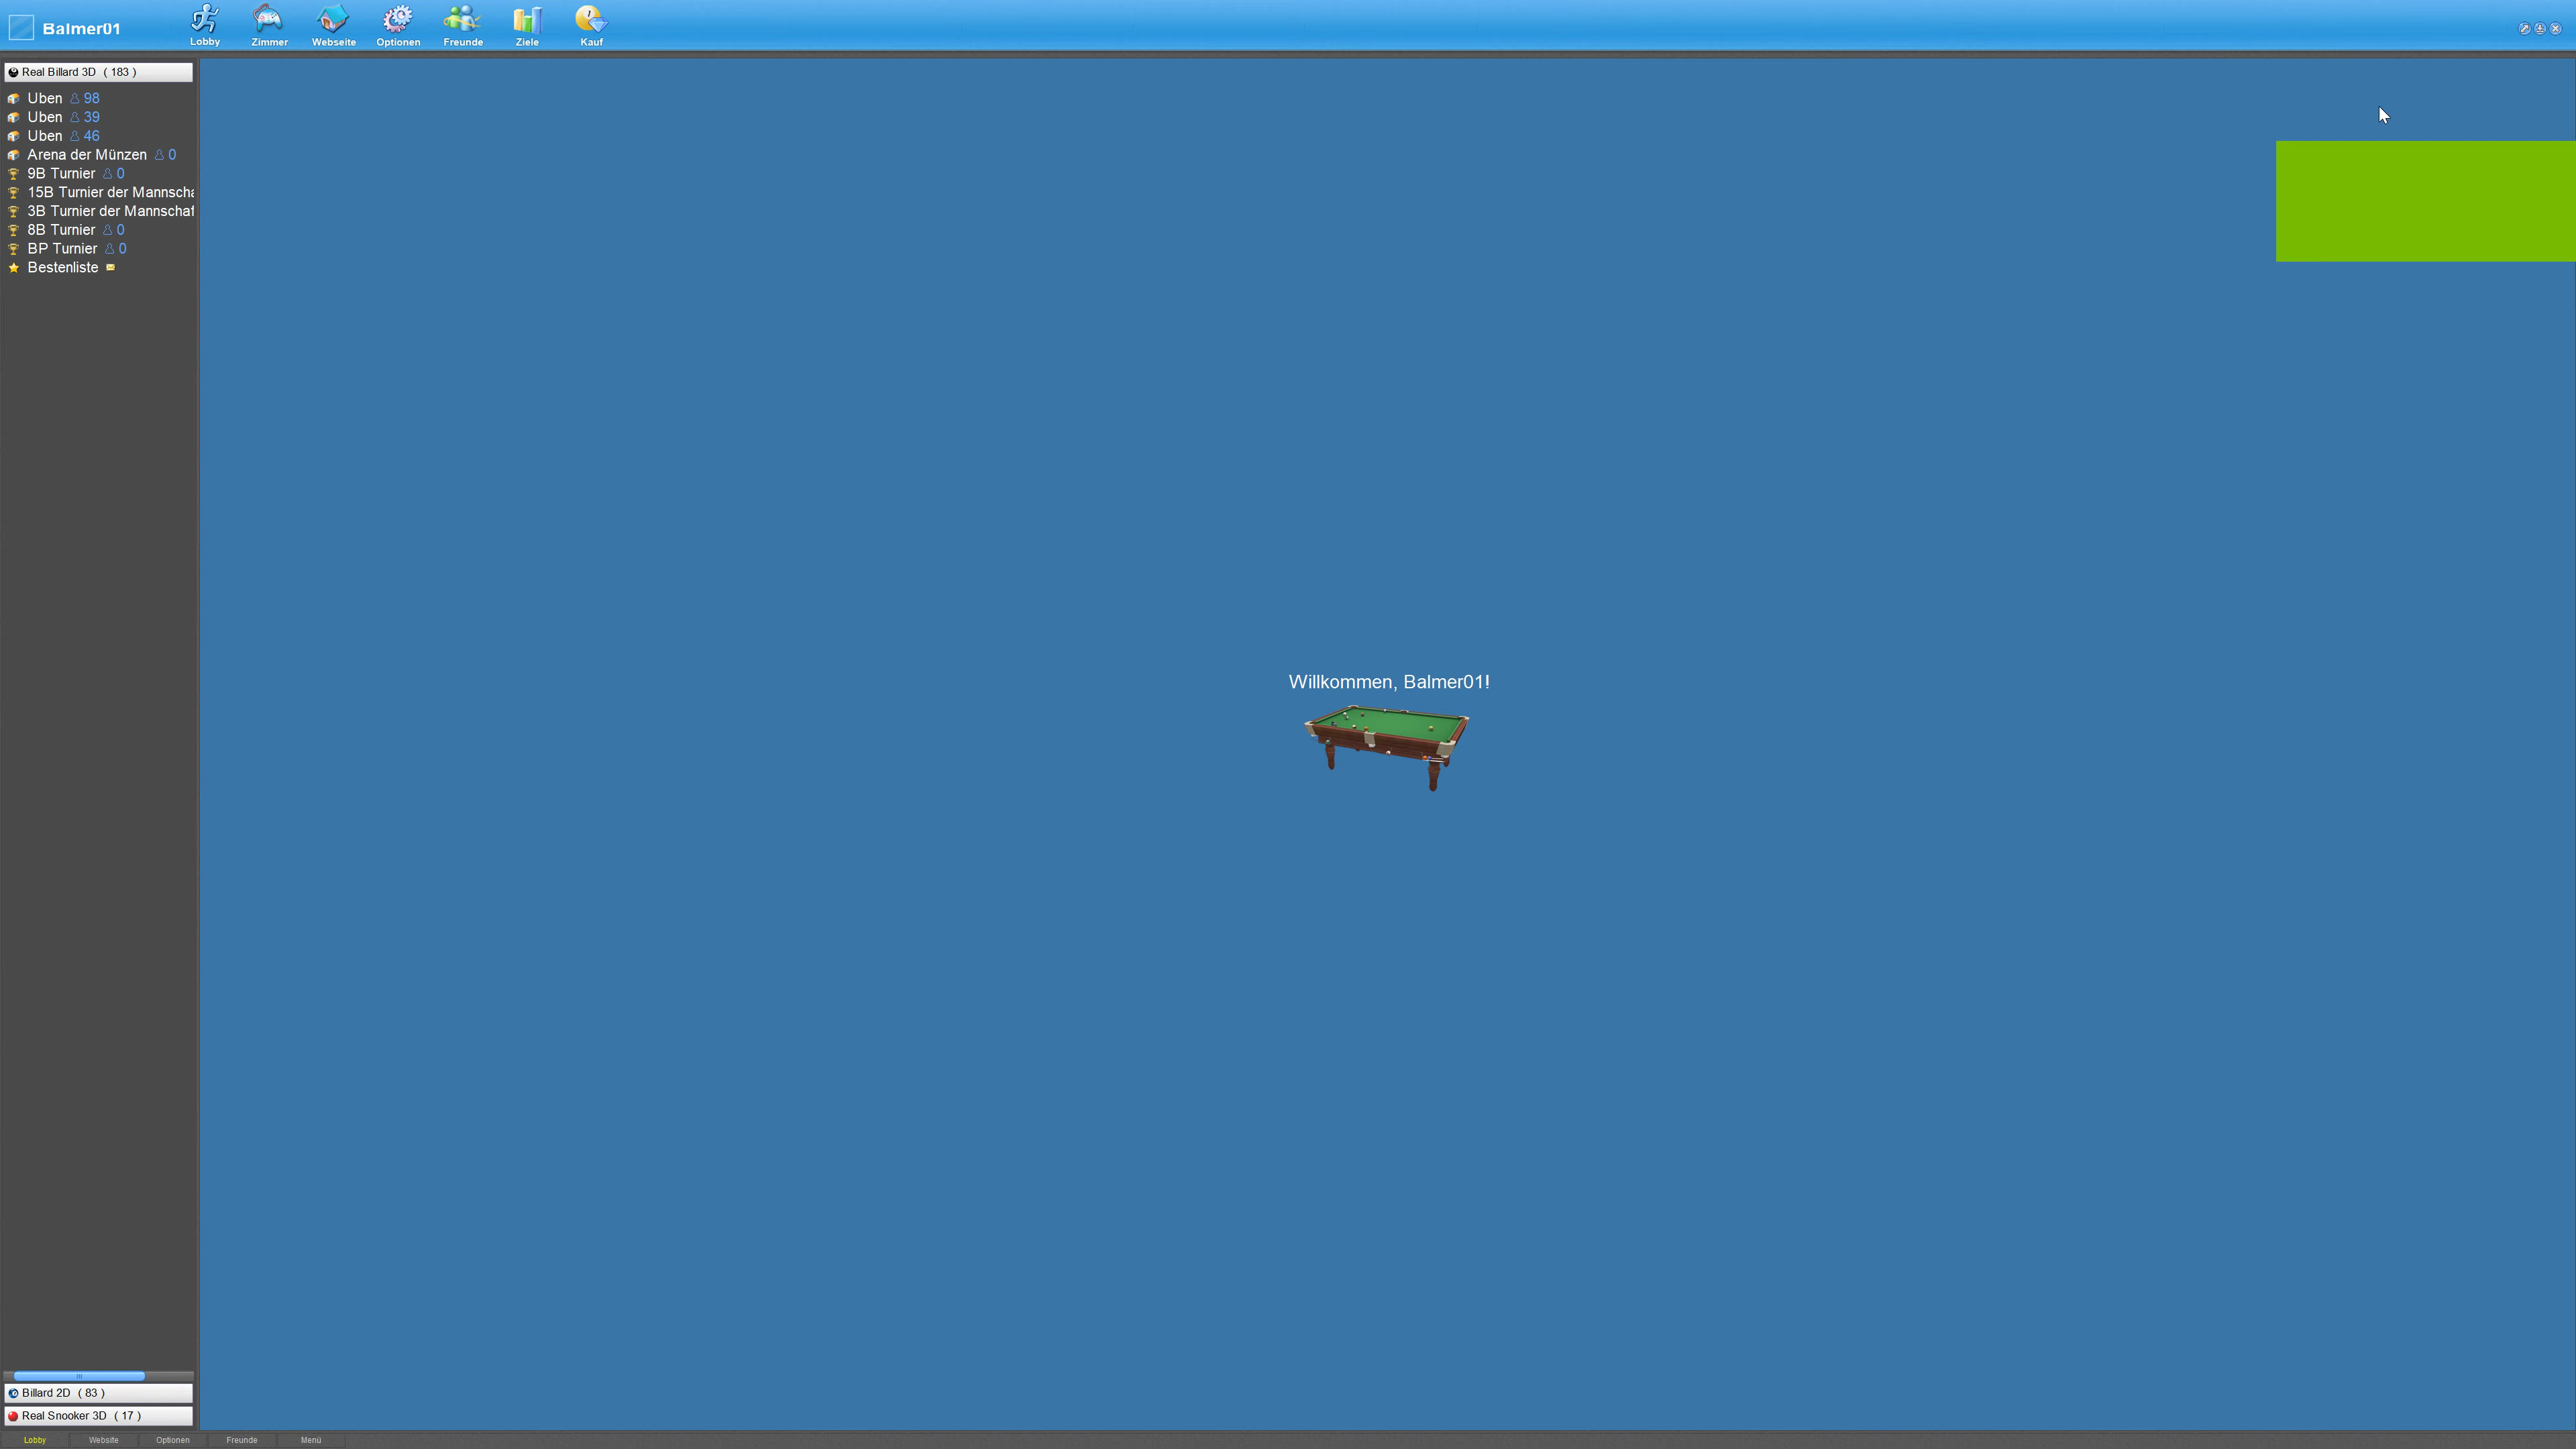 Balmer01
Lobby
Zimmer
Webseite
Optionen
Freunde
Ziele
Kauf
Real Billard 3D ( 183 )
Uben 98
Uben 39
Uben 46
Arena der Münzen 0
9B Turnier 0
15B Turnier der Mannscha
3B Turnier der Mannschaf
8B Turnier 0
BP Turnier 0
Bestenliste
Willkommen, Balmer01!
Billard 2D ( 83 )
Real Snooker 3D ( 17 )
Lobby
Website
Optionen
Freunde
Menü